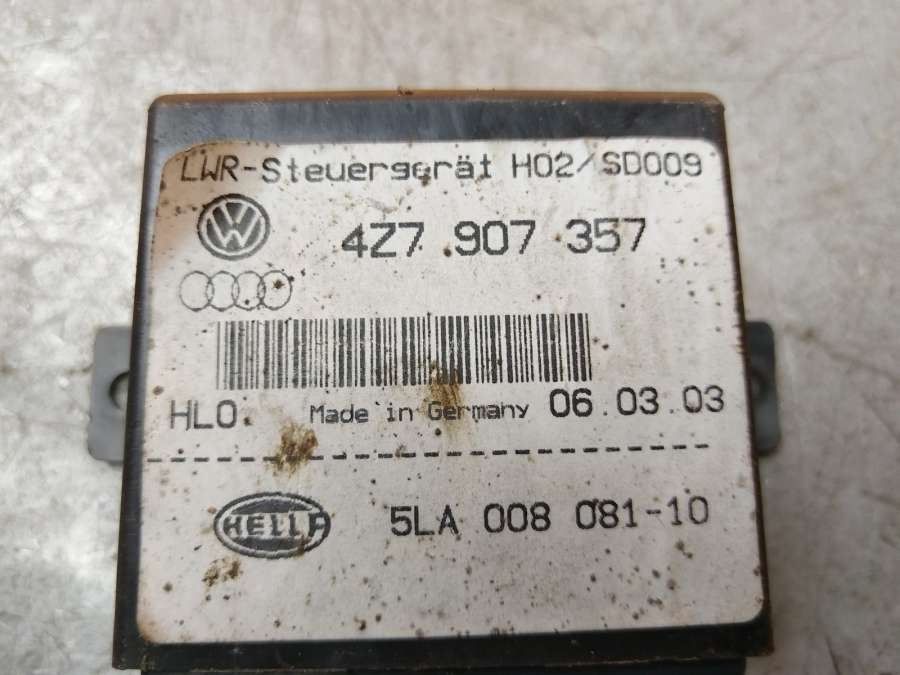 LWR-Steuergerät H02/SD009
4Z7 907 357
HLO Made in Germany 06.03.03
HELLA
5LA 008 081-10